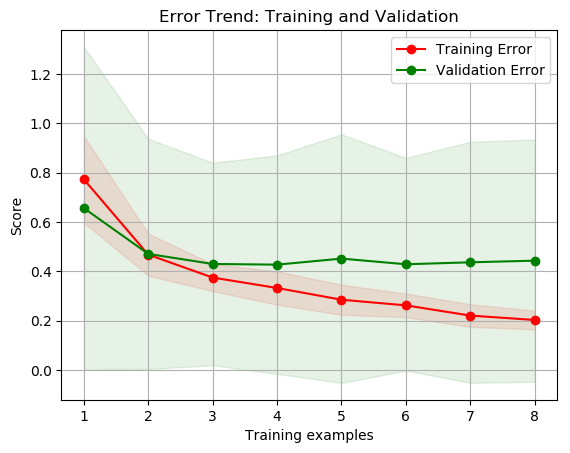 Error Trend: Training and Validation
Training Error
Validation Error
Score
1.2
1.0
0.8
0.6
0.4
0.2
0.0
1 2 3 4 5 6 7 8
Training examples